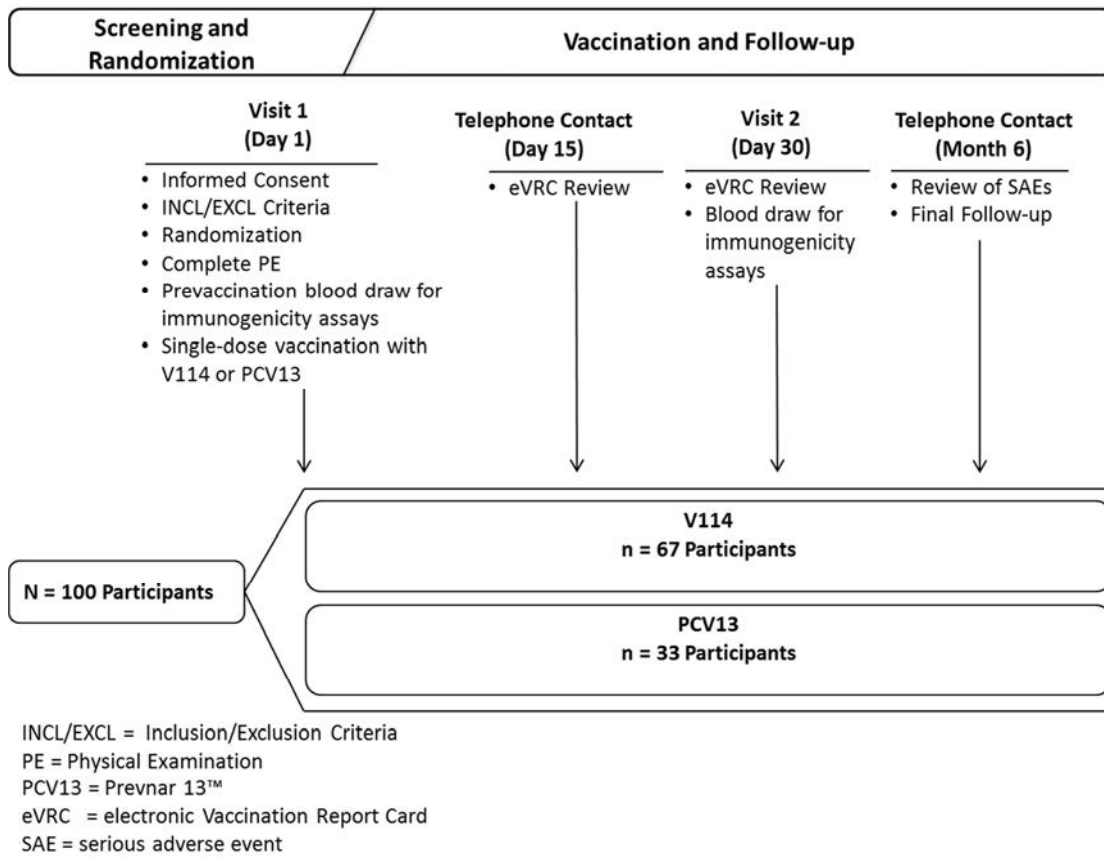 Screening and
Randomization
Vaccination and Follow-up
Visit 1
(Day 1)
• Informed Consent
• INCL/EXCL Criteria
• Randomization
• Complete PE
• Prevaccination blood draw for
immunogenicity assays
• Single-dose vaccination with
V114 or PCV13
Telephone Contact
(Day 15)
• eVRC Review
Visit 2
(Day 30)
• eVRC Review
• Blood draw for
immunogenicity
assays
Telephone Contact
(Month 6)
• Review of SAEs
• Final Follow-up
N = 100 Participants
V114
n = 67 Participants
PCV13
n = 33 Participants
INCL/EXCL = Inclusion/Exclusion Criteria
PE = Physical Examination
PCV13 = Prevnar 13™
eVRC = electronic Vaccination Report Card
SAE = serious adverse event